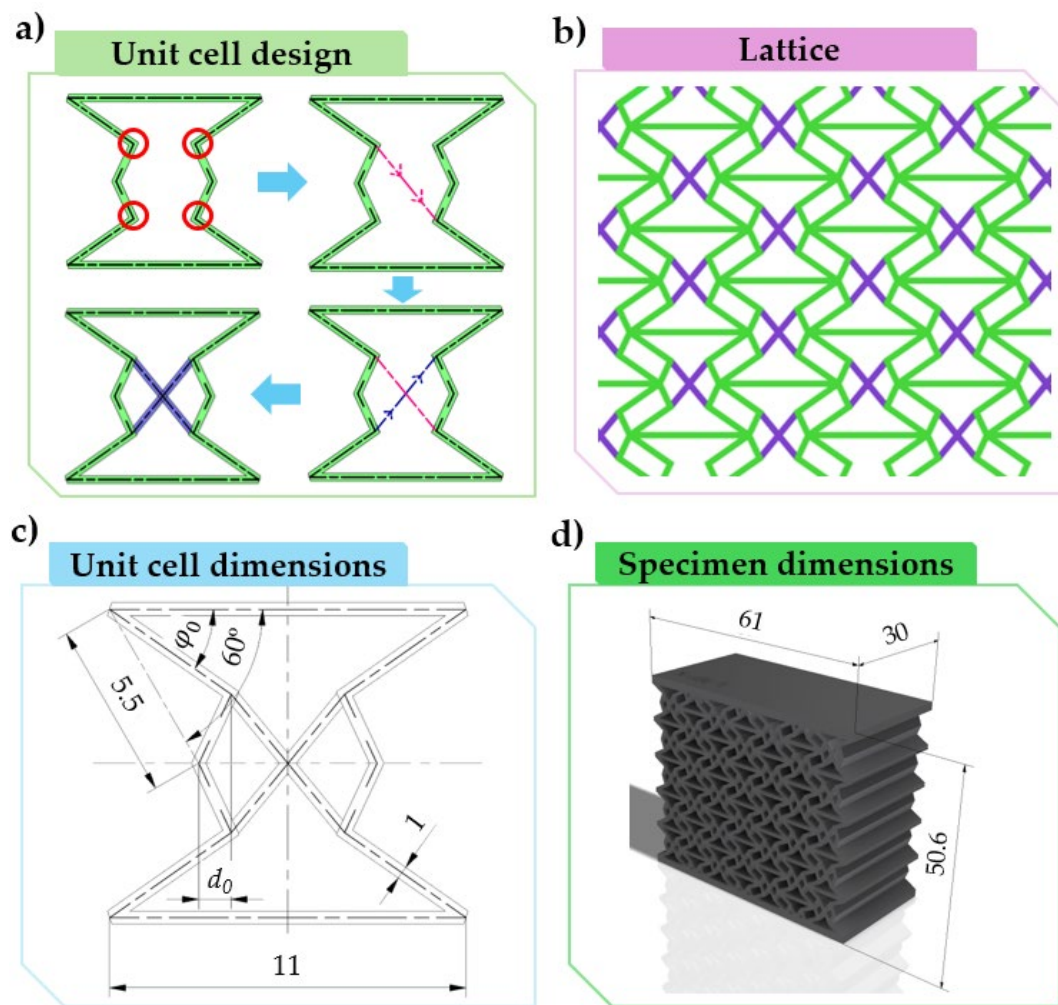 a)
Unit cell design
b)
Lattice
c)
Unit cell dimensions
φ₀
60º
5.5
1
d₀
11
d)
Specimen dimensions
61
30
50.6